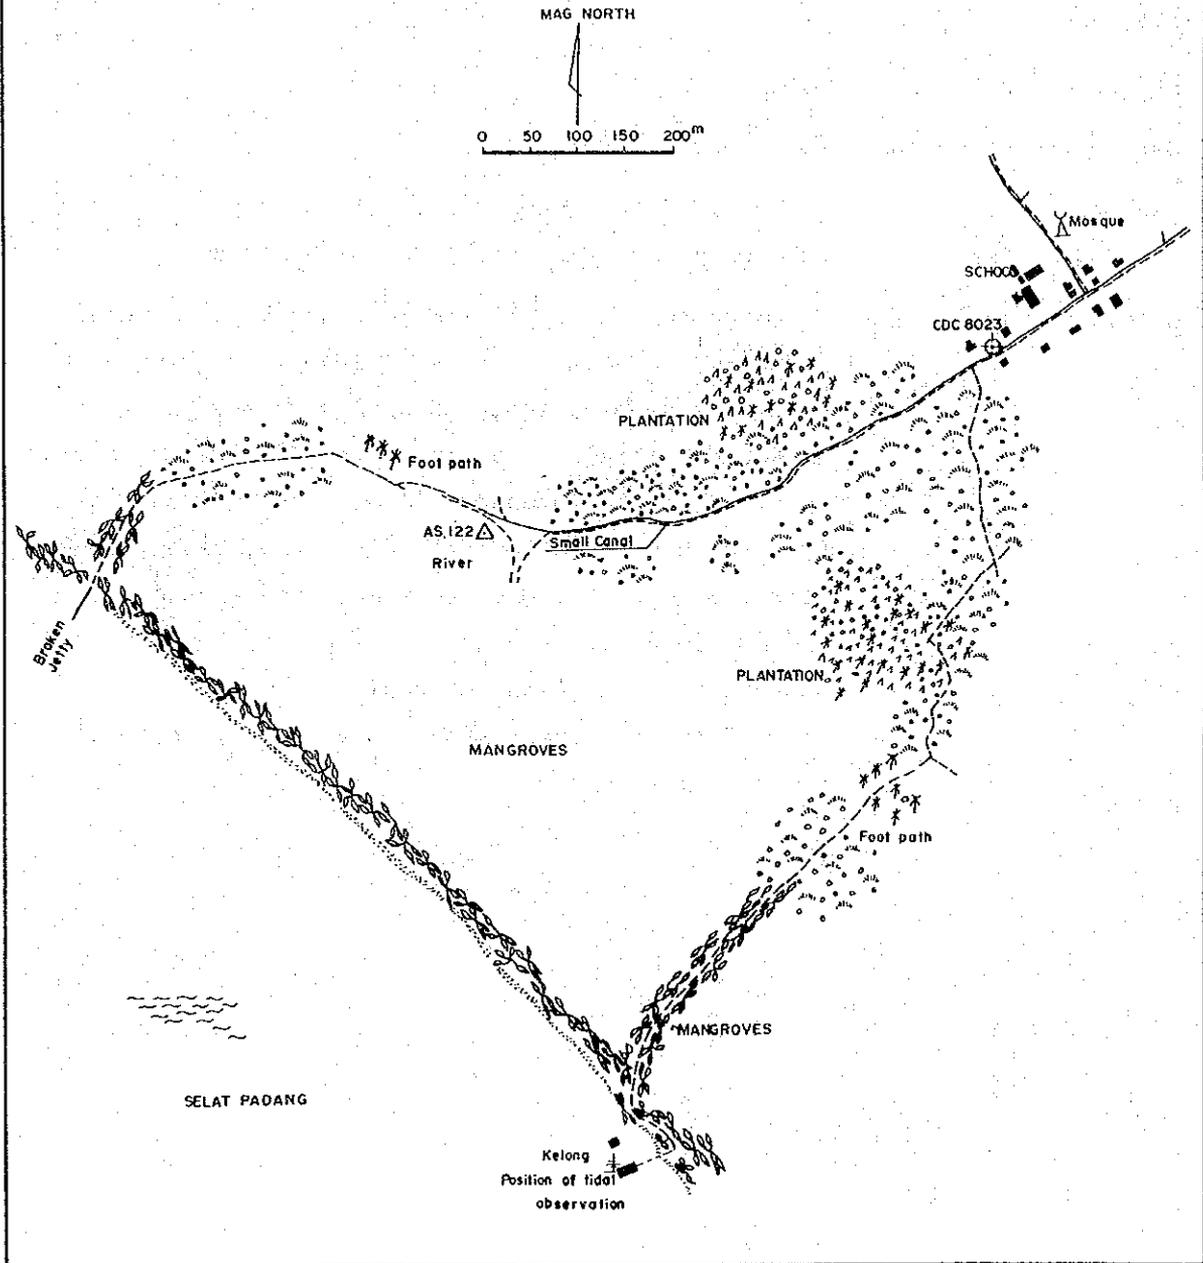 MAG NORTH
0 50 100 150 200m
Mosque
SCHOOL
CDC 8023
PLANTATION
Foot path
AS.122
Small Canal
River
Broken
Jetty
PLANTATION
MANGROVES
Foot path
MANGROVES
SELAT PADANG
Kelong
Position of tidal
observation